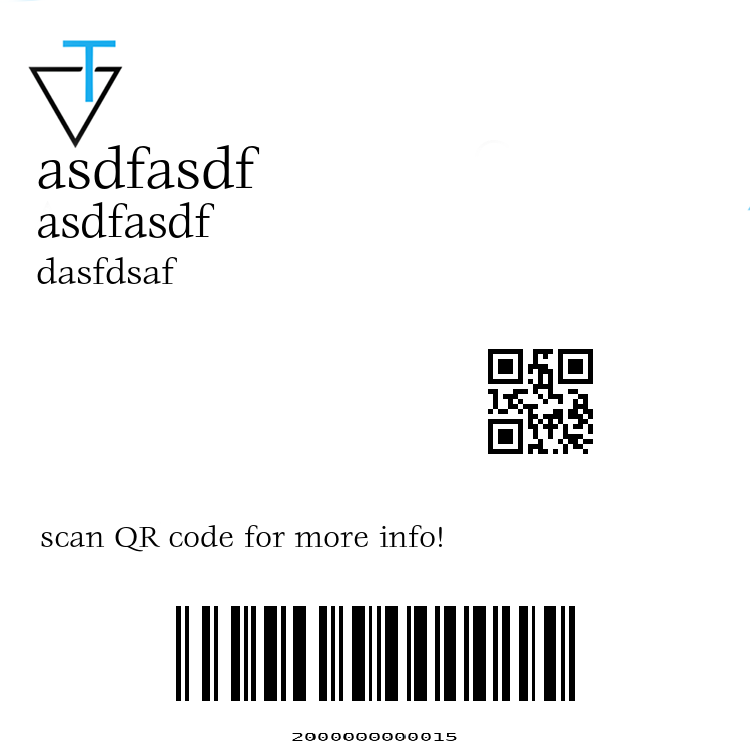 T
asdfasdf
asdfasdf
dasfdsaf
scan QR code for more info!
2000000000015